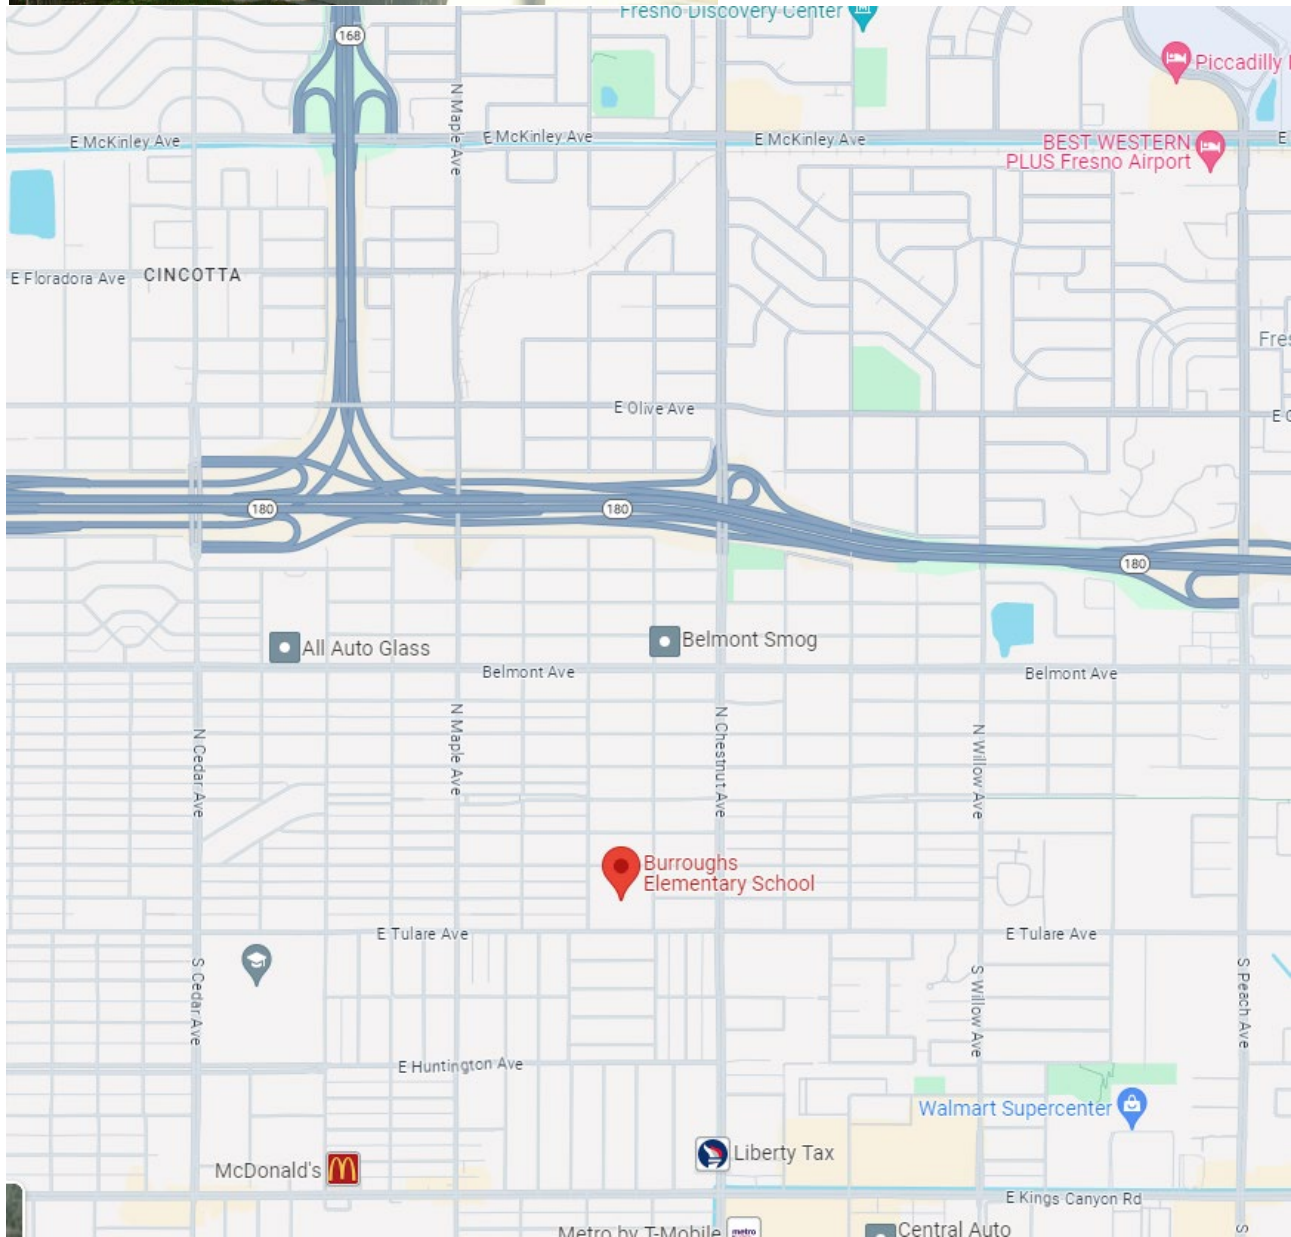 Fresno Discovery Center
168
Piccadilly
N Maple Ave
E McKinley Ave
E McKinley Ave
E McKinley Ave
E
BEST WESTERN
PLUS Fresno Airport
E Floradora Ave
CINCOTTA
Fres
E Olive Ave
180
180
180
All Auto Glass
Belmont Smog
Belmont Ave
Belmont Ave
N Cedar Ave
N Maple Ave
N Chestnut Ave
N Willow Ave
Burroughs
Elementary School
E Tulare Ave
E Tulare Ave
S Cedar Ave
S Willow Ave
S Peach Ave
E Huntington Ave
Walmart Supercenter
McDonald's
Liberty Tax
E Kings Canyon Rd
Metro by T-Mobile
metro
Central Auto
S